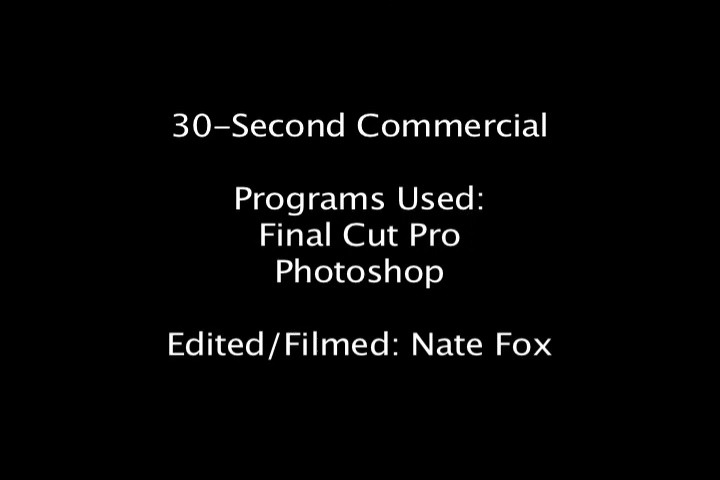 30-Second Commercial
Programs Used:
Final Cut Pro
Photoshop
Edited/Filmed: Nate Fox